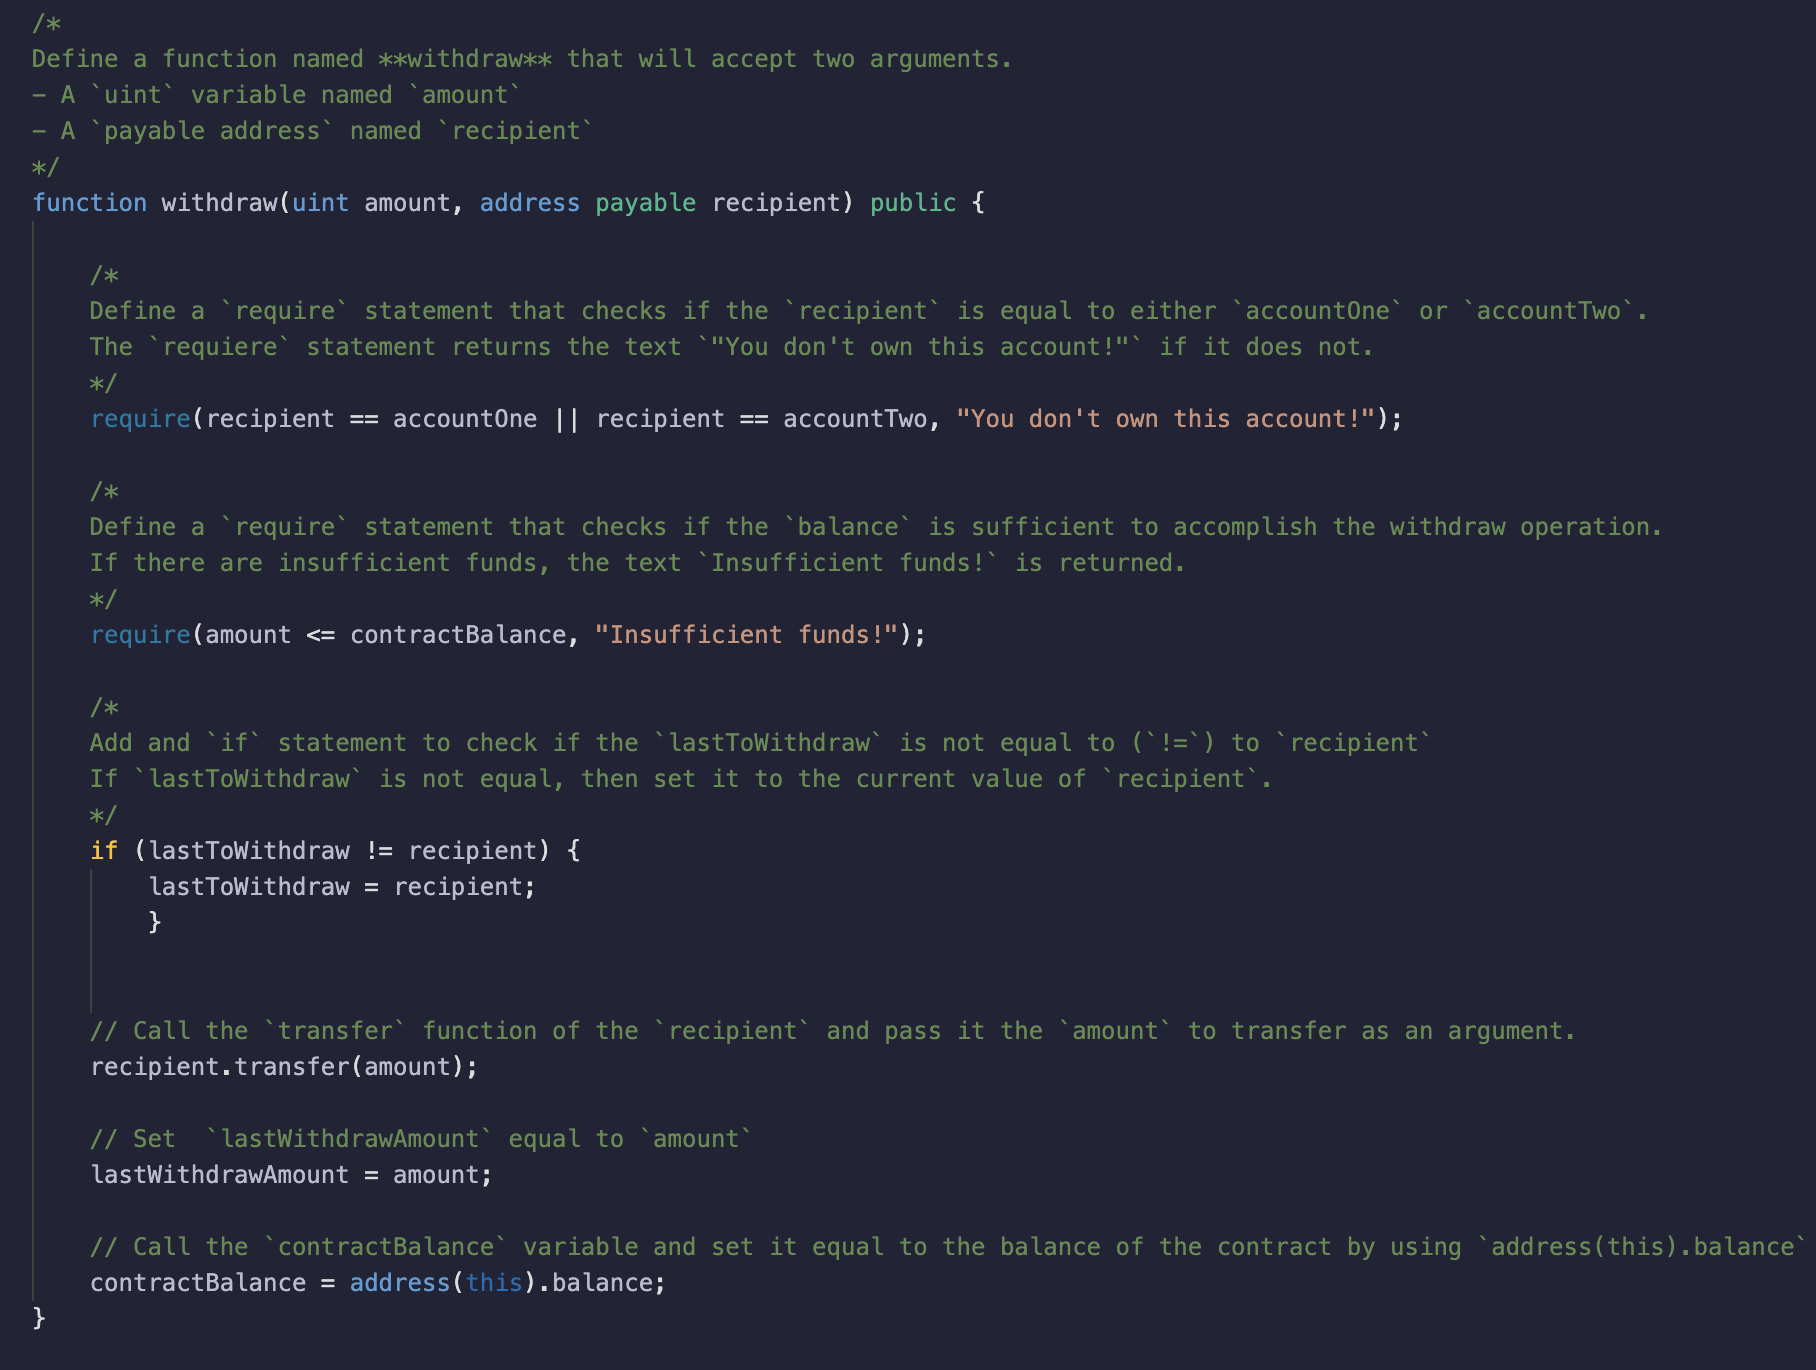 /*
Define a function named **withdraw** that will accept two arguments.
- A `uint` variable named `amount`
- A `payable address` named `recipient`
*/
function withdraw(uint amount, address payable recipient) public {
/*
Define a `require` statement that checks if the `recipient` is equal to either `accountOne` or `accountTwo`.
The `requiere` statement returns the text `"You don't own this account!"` if it does not.
*/
require(recipient == accountOne || recipient == accountTwo, "You don't own this account!");
/*
Define a `require` statement that checks if the `balance` is sufficient to accomplish the withdraw operation.
If there are insufficient funds, the text `Insufficient funds!` is returned.
*/
require(amount <= contractBalance, "Insufficient funds!");
/*
Add and `if` statement to check if the `lastToWithdraw` is not equal to (`!=`) to `recipient`
If `lastToWithdraw` is not equal, then set it to the current value of `recipient`.
*/
if (lastToWithdraw != recipient) {
lastToWithdraw = recipient;
}
// Call the `transfer` function of the `recipient` and pass it the `amount` to transfer as an argument.
recipient.transfer(amount);
// Set  `lastWithdrawAmount` equal to `amount`
lastWithdrawAmount = amount;
// Call the `contractBalance` variable and set it equal to the balance of the contract by using `address(this).balance`
contractBalance = address(this).balance;
}